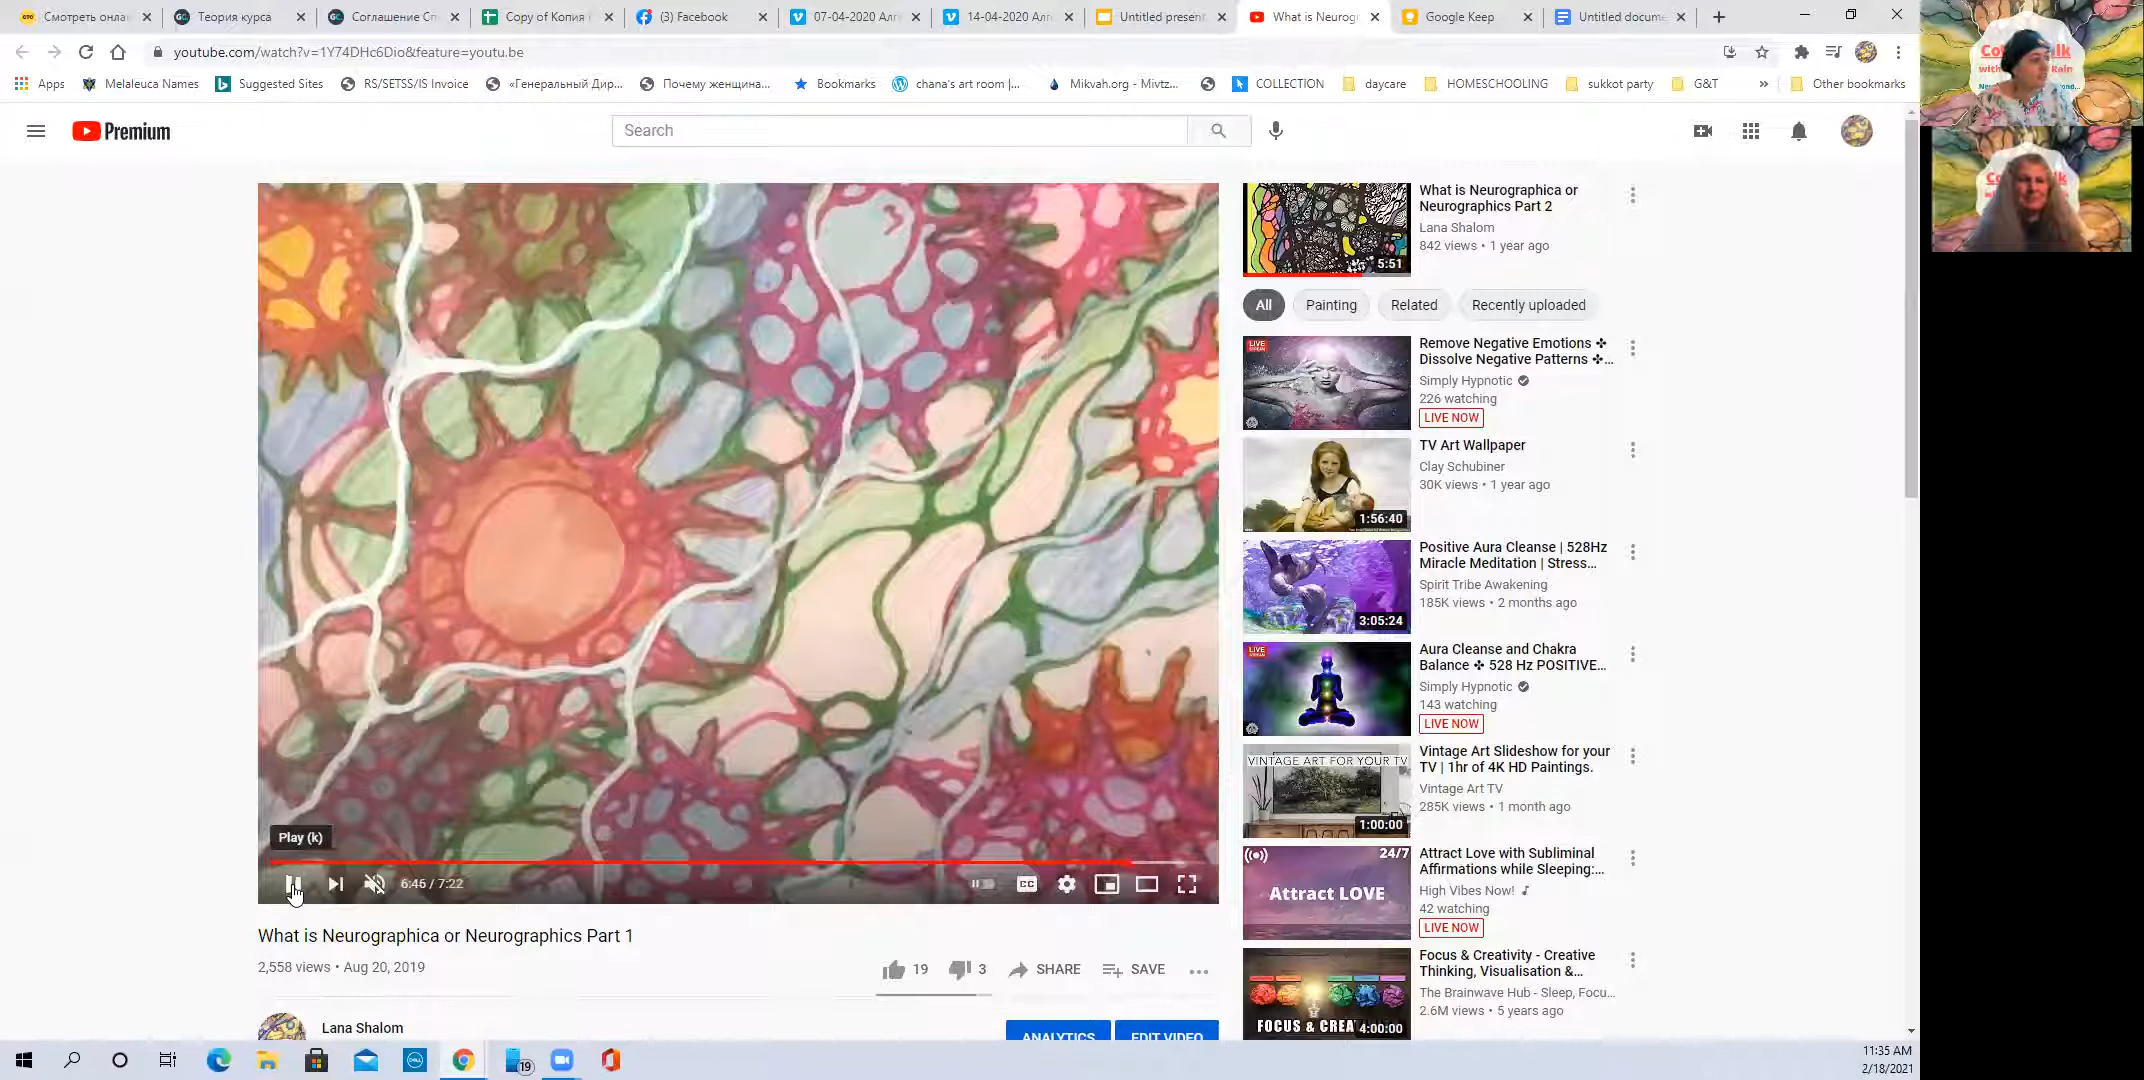 Смотреть онла
Теория курса
Соглашение Сп
Copy of Копия
(3) Facebook
07-04-2020 Алг
14-04-2020 Алг
Untitled present
What is Neurogr
Google Keep
Untitled docume
youtube.com/watch?v=1Y74DHc6Dio&feature=youtu.be
Apps
Melaleuca Names
Suggested Sites
RS/SETSS/IS Invoice
«Генеральный Дир...
Почему женщина...
Bookmarks
chana's art room |...
Mikvah.org - Mivtz...
COLLECTION
daycare
HOMESCHOOLING
sukkot party
G&T
»
Other bookmarks
Premium
Search
What is Neurographica or
Neurographics Part 2
Lana Shalom
842 views • 1 year ago
5:51
All
Painting
Related
Recently uploaded
LIVE
Remove Negative Emotions ✤
Dissolve Negative Patterns ✤...
Simply Hypnotic
226 watching
LIVE NOW
TV Art Wallpaper
Clay Schubiner
30K views • 1 year ago
1:56:40
Positive Aura Cleanse | 528Hz
Miracle Meditation | Stress...
Spirit Tribe Awakening
185K views • 2 months ago
3:05:24
LIVE
Aura Cleanse and Chakra
Balance ✤ 528 Hz POSITIVE...
Simply Hypnotic
143 watching
LIVE NOW
VINTAGE ART FOR YOUR TV
Vintage Art Slideshow for your
TV | 1hr of 4K HD Paintings.
Vintage Art TV
285K views • 1 month ago
1:00:00
24/7
Attract LOVE
Attract Love with Subliminal
Affirmations while Sleeping:...
High Vibes Now!
42 watching
LIVE NOW
FOCUS & CREA
4:00:00
Focus & Creativity - Creative
Thinking, Visualisation &...
The Brainwave Hub - Sleep, Focu...
2.6M views • 5 years ago
Play (k)
6:45 / 7:22
CC
What is Neurographica or Neurographics Part 1
2,558 views • Aug 20, 2019
19
3
SHARE
SAVE
Lana Shalom
ANALYTICS
EDIT VIDEO
DELL
19
11:35 AM
2/18/2021